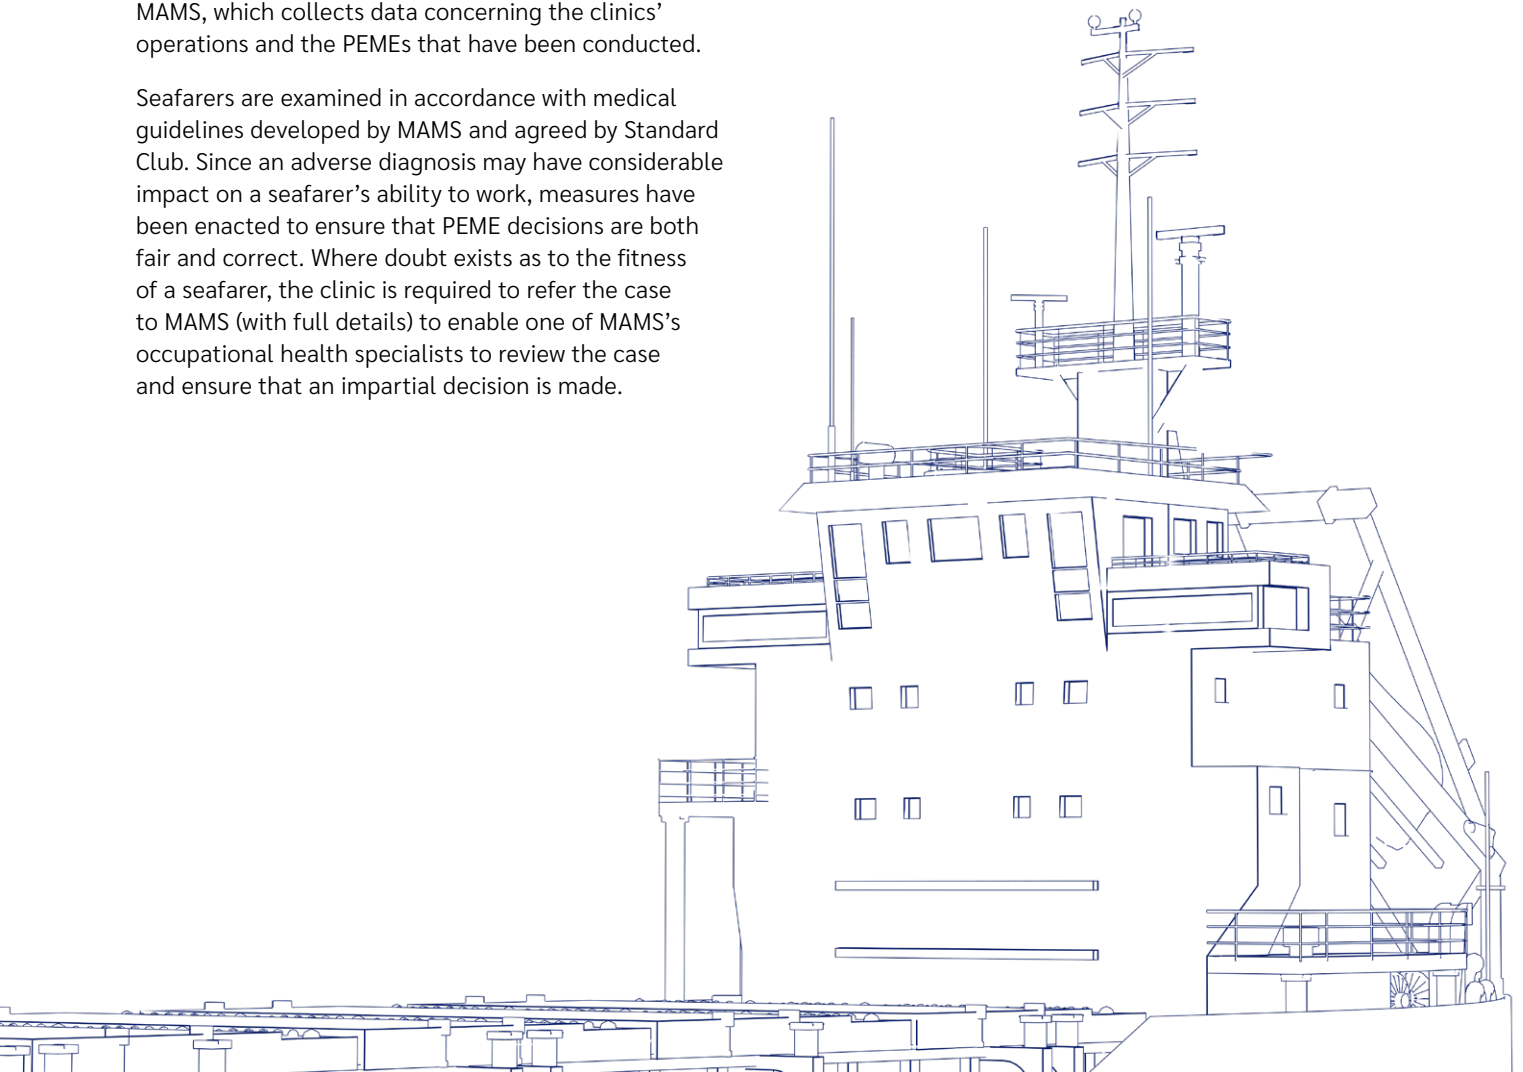 MAMS, which collects data concerning the clinics’
operations and the PEMEs that have been conducted.
Seafarers are examined in accordance with medical
guidelines developed by MAMS and agreed by Standard
Club. Since an adverse diagnosis may have considerable
impact on a seafarer’s ability to work, measures have
been enacted to ensure that PEME decisions are both
fair and correct. Where doubt exists as to the fitness
of a seafarer, the clinic is required to refer the case
to MAMS (with full details) to enable one of MAMS’s
occupational health specialists to review the case
and ensure that an impartial decision is made.